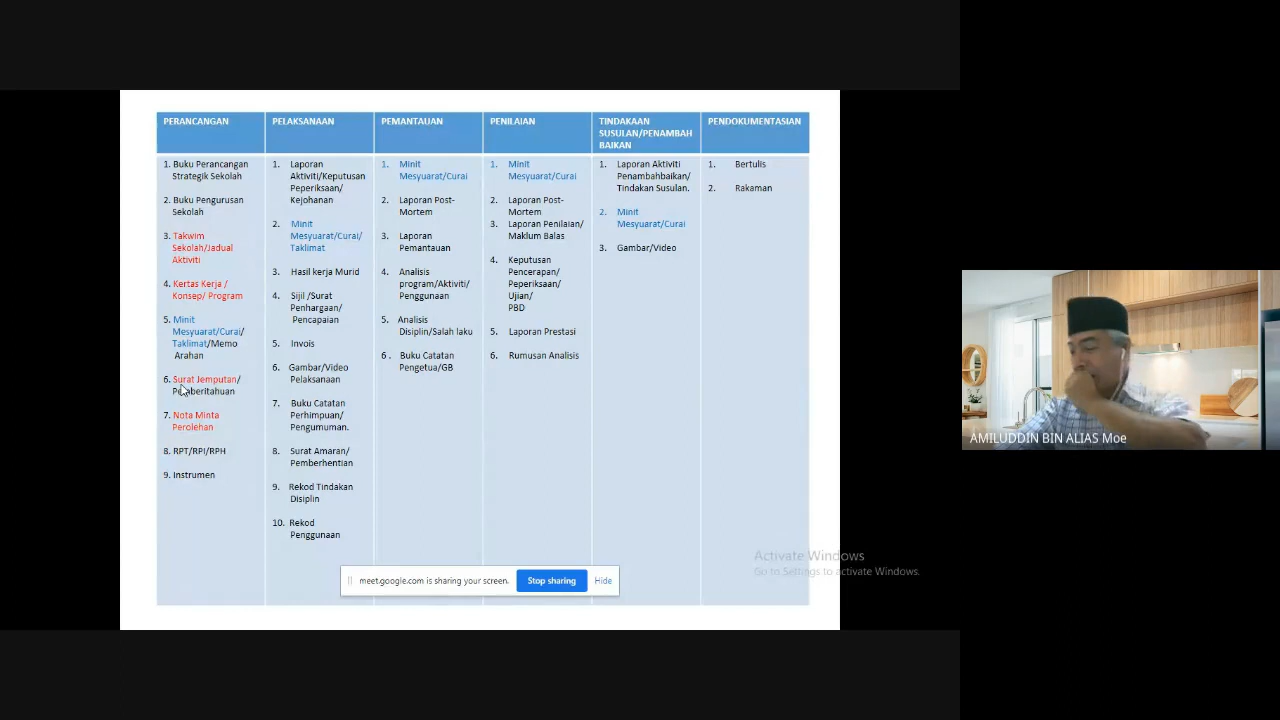 PERANCANGAN
1. Buku Perancangan
Strategik Sekolah
2. Buku Pengurusan
Sekolah
3. Takwim
Sekolah/Jadual
Aktiviti
4. Kertas Kerja /
Konsep/ Program
5. Minit
Mesyuarat/Curai/
Taklimat/Memo
Arahan
6. Surat Jemputan/
Pemberitahuan
7. Nota Minta
Perolehan
8. RPT/RPI/RPH
9. Instrumen
PELAKSANAAN
1. Laporan
Aktiviti/Keputusan
Peperiksaan/
Kejohanan
2. Minit
Mesyuarat/Curai/
Taklimat
3. Hasil kerja Murid
4. Sijil /Surat
Penhargaan/
Pencapaian
5. Invois
6. Gambar/Video
Pelaksanaan
7. Buku Catatan
Perhimpuan/
Pengumuman.
8. Surat Amaran/
Pemberhentian
9. Rekod Tindakan
Disiplin
10. Rekod
Penggunaan
PEMANTAUAN
1. Minit
Mesyuarat/Curai
2. Laporan Post-
Mortem
3. Laporan
Pemantauan
4. Analisis
program/Aktiviti/
Penggunaan
5. Analisis
Disiplin/Salah laku
6 . Buku Catatan
Pengetua/GB
PENILAIAN
1. Minit
Mesyuarat/Curai
2. Laporan Post-
Mortem
3. Laporan Penilaian/
Maklum Balas
4. Keputusan
Pencerapan/
Peperiksaan/
Ujian/
PBD
5. Laporan Prestasi
6. Rumusan Analisis
TINDAKAAN
SUSULAN/PENAMBAH
BAIKAN
1. Laporan Aktiviti
Penambahbaikan/
Tindakan Susulan.
2. Minit
Mesyuarat/Curai
3. Gambar/Video
PENDOKUMENTASIAN
1. Bertulis
2. Rakaman
meet.google.com is sharing your screen.
Stop sharing
Hide
Activate Windows
Go to Settings to activate Windows.
AMILUDDIN BIN ALIAS Moe